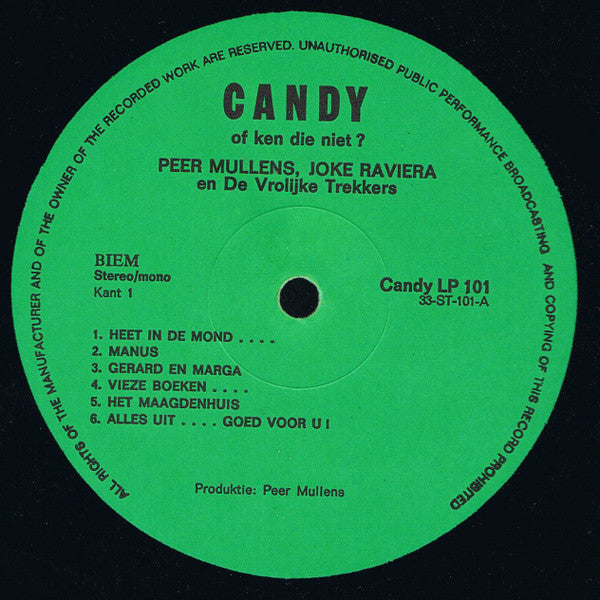 ALL RIGHTS OF THE MANUFACTURER AND OF THE OWNER OF THE RECORDED WORK ARE RESERVED. UNAUTHORISED PUBLIC PERFORMANCE BROADCASTING AND COPYING OF THIS RECORD PROHIBITED
CANDY
of ken die niet ?
PEER MULLENS, JOKE RAVIERA
en De Vrolijke Trekkers
BIEM
Stereo/mono
Kant 1
Candy LP 101
33-ST-101-A
1. HEET IN DE MOND . . . .
2. MANUS
3. GERARD EN MARGA
4. VIEZE BOEKEN . . . .
5. HET MAAGDENHUIS
6. ALLES UIT . . . . GOED VOOR U !
Produktie: Peer Mullens